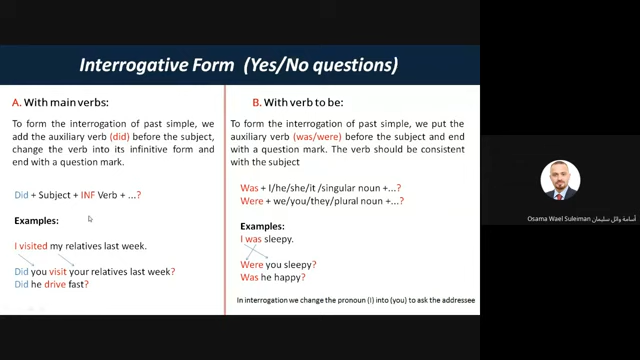 Interrogative Form (Yes/No questions)
A. With main verbs:
To form the interrogation of past simple, we
add the auxiliary verb (did) before the subject,
change the verb into its infinitive form and
end with a question mark.
Did + Subject + INF Verb + ...?
Examples:
I visited my relatives last week.
Did you visit your relatives last week?
Did he drive fast?
B. With verb to be:
To form the interrogation of past simple, we put the
auxiliary verb (was/were) before the subject and end
with a question mark. The verb should be consistent
with the subject
Was + I/he/she/it /singular noun +...?
Were + we/you/they/plural noun +...?
Examples:
I was sleepy.
Were you sleepy?
Was he happy?
In interrogation we change the pronoun (I) into (you) to ask the addressee
Osama Wael Suleiman أسامة وائل سليمان